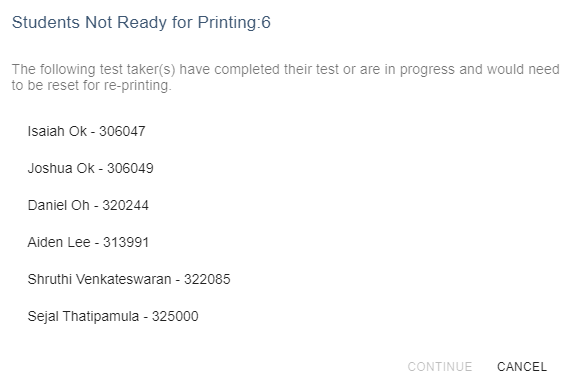 Students Not Ready for Printing:6
The following test taker(s) have completed their test or are in progress and would need
to be reset for re-printing.
Isaiah Ok - 306047
Joshua Ok - 306049
Daniel Oh - 320244
Aiden Lee - 313991
Shruthi Venkateswaran - 322085
Sejal Thatipamula - 325000
CONTINUE CANCEL